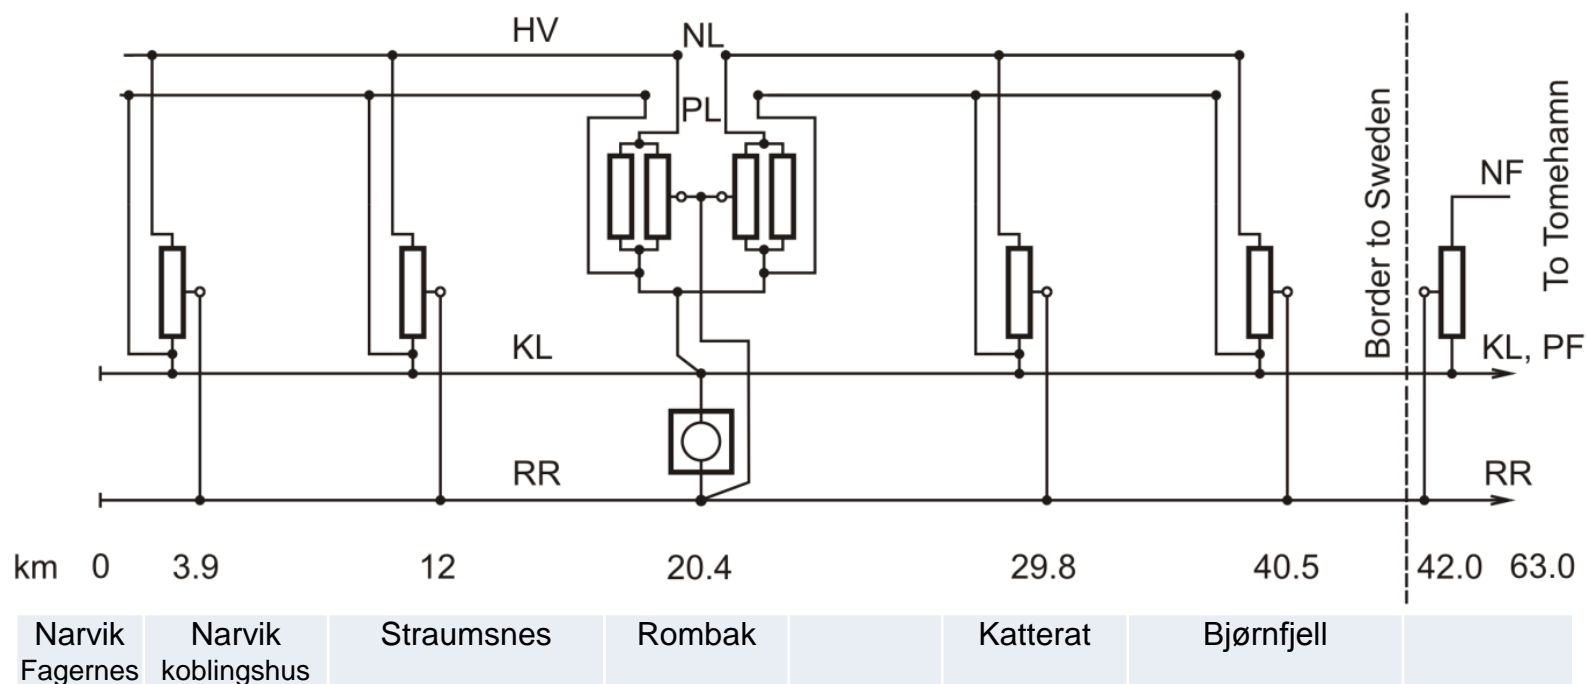 HV
NL
PL
Border to Sweden
NF
To Tomehamn
KL
KL, PF
RR
RR
km 0 3.9 12 20.4 29.8 40.5 42.0 63.0
Narvik Narvik Straumsnes Rombak Katterat Bjørnfjell
Fagernes koblingshus